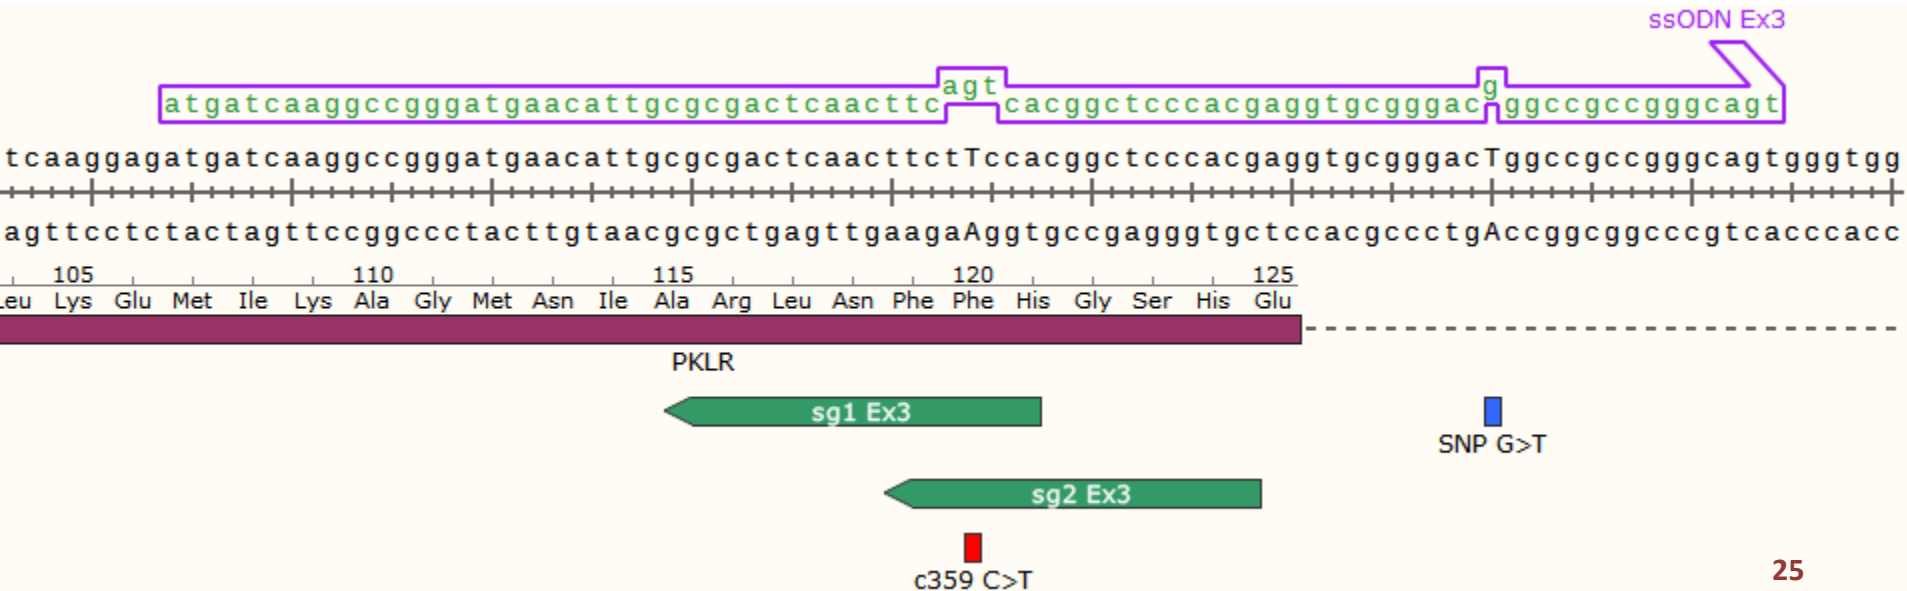 ssODN Ex3
agt g
atgatcaaggccgggatgaacattgcgcgactcaacttc cacggctcccacgaggtgcgggac ggccgccgggcagt
tcaaggagatgatcaaggccgggatgaacattgcgcgactcaacttctTccacggctcccacgaggtgcgggacTggccgccgggcagtgggtgg
agttcctctactagttccggccctacttgtaacgcgctgagttgaagaAggtgccgagggtgctccacgccctgAccggcggcccgtcacccacc
105 110 115 120 125
Leu Lys Glu Met Ile Lys Ala Gly Met Asn Ile Ala Arg Leu Asn Phe Phe His Gly Ser His Glu
PKLR
sg1 Ex3
SNP G>T
sg2 Ex3
c359 C>T
25